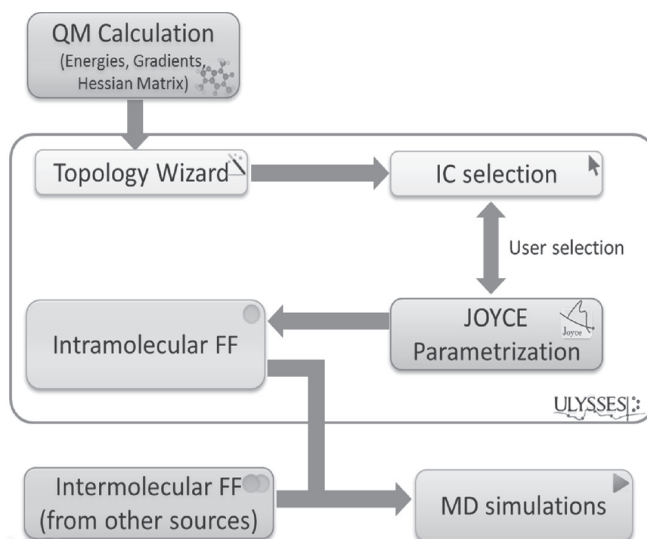 QM Calculation
(Energies, Gradients,
Hessian Matrix)
Topology Wizard
IC selection
User selection
Intramolecular FF
JOYCE
Joyce
Parametrization
ULYSSES
Intermolecular FF
(from other sources)
MD simulations